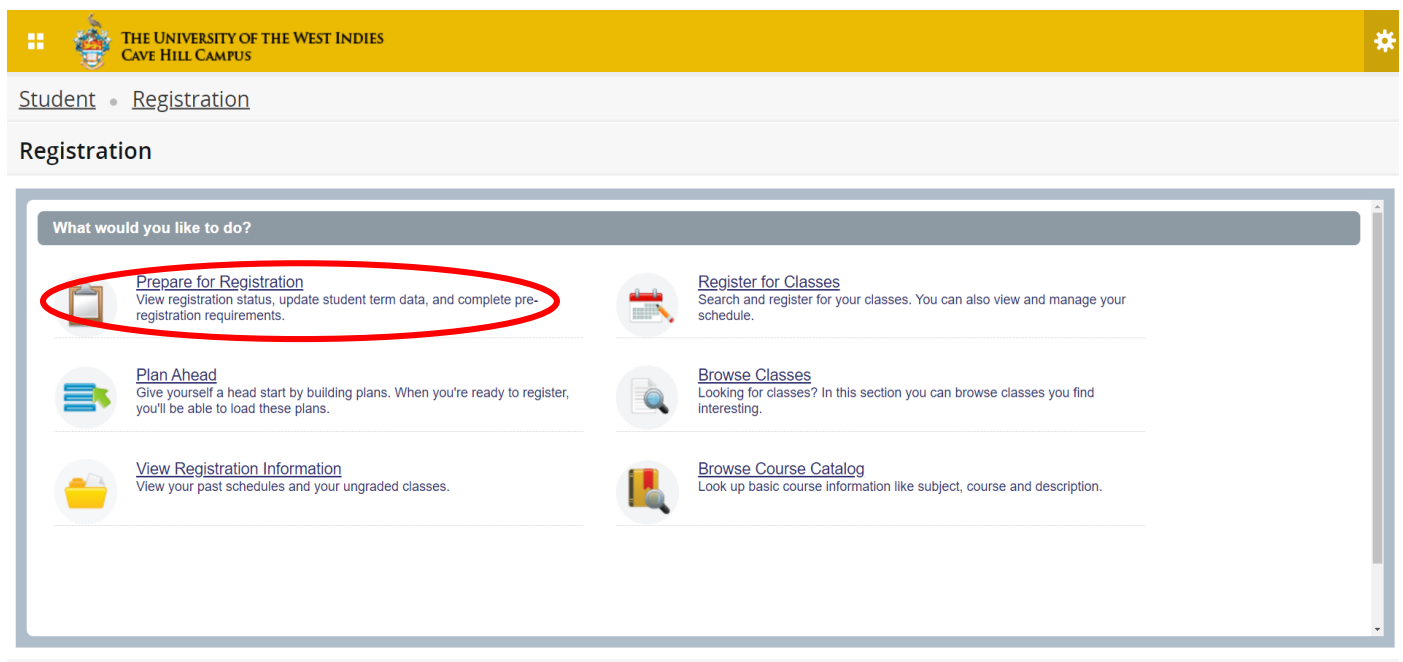 THE UNIVERSITY OF THE WEST INDIES
CAVE HILL CAMPUS
Student • Registration
Registration
What would you like to do?
Prepare for Registration
View registration status, update student term data, and complete pre-
registration requirements.
Register for Classes
Search and register for your classes. You can also view and manage your
schedule.
Plan Ahead
Give yourself a head start by building plans. When you're ready to register,
you'll be able to load these plans.
Browse Classes
Looking for classes? In this section you can browse classes you find
interesting.
View Registration Information
View your past schedules and your ungraded classes.
Browse Course Catalog
Look up basic course information like subject, course and description.